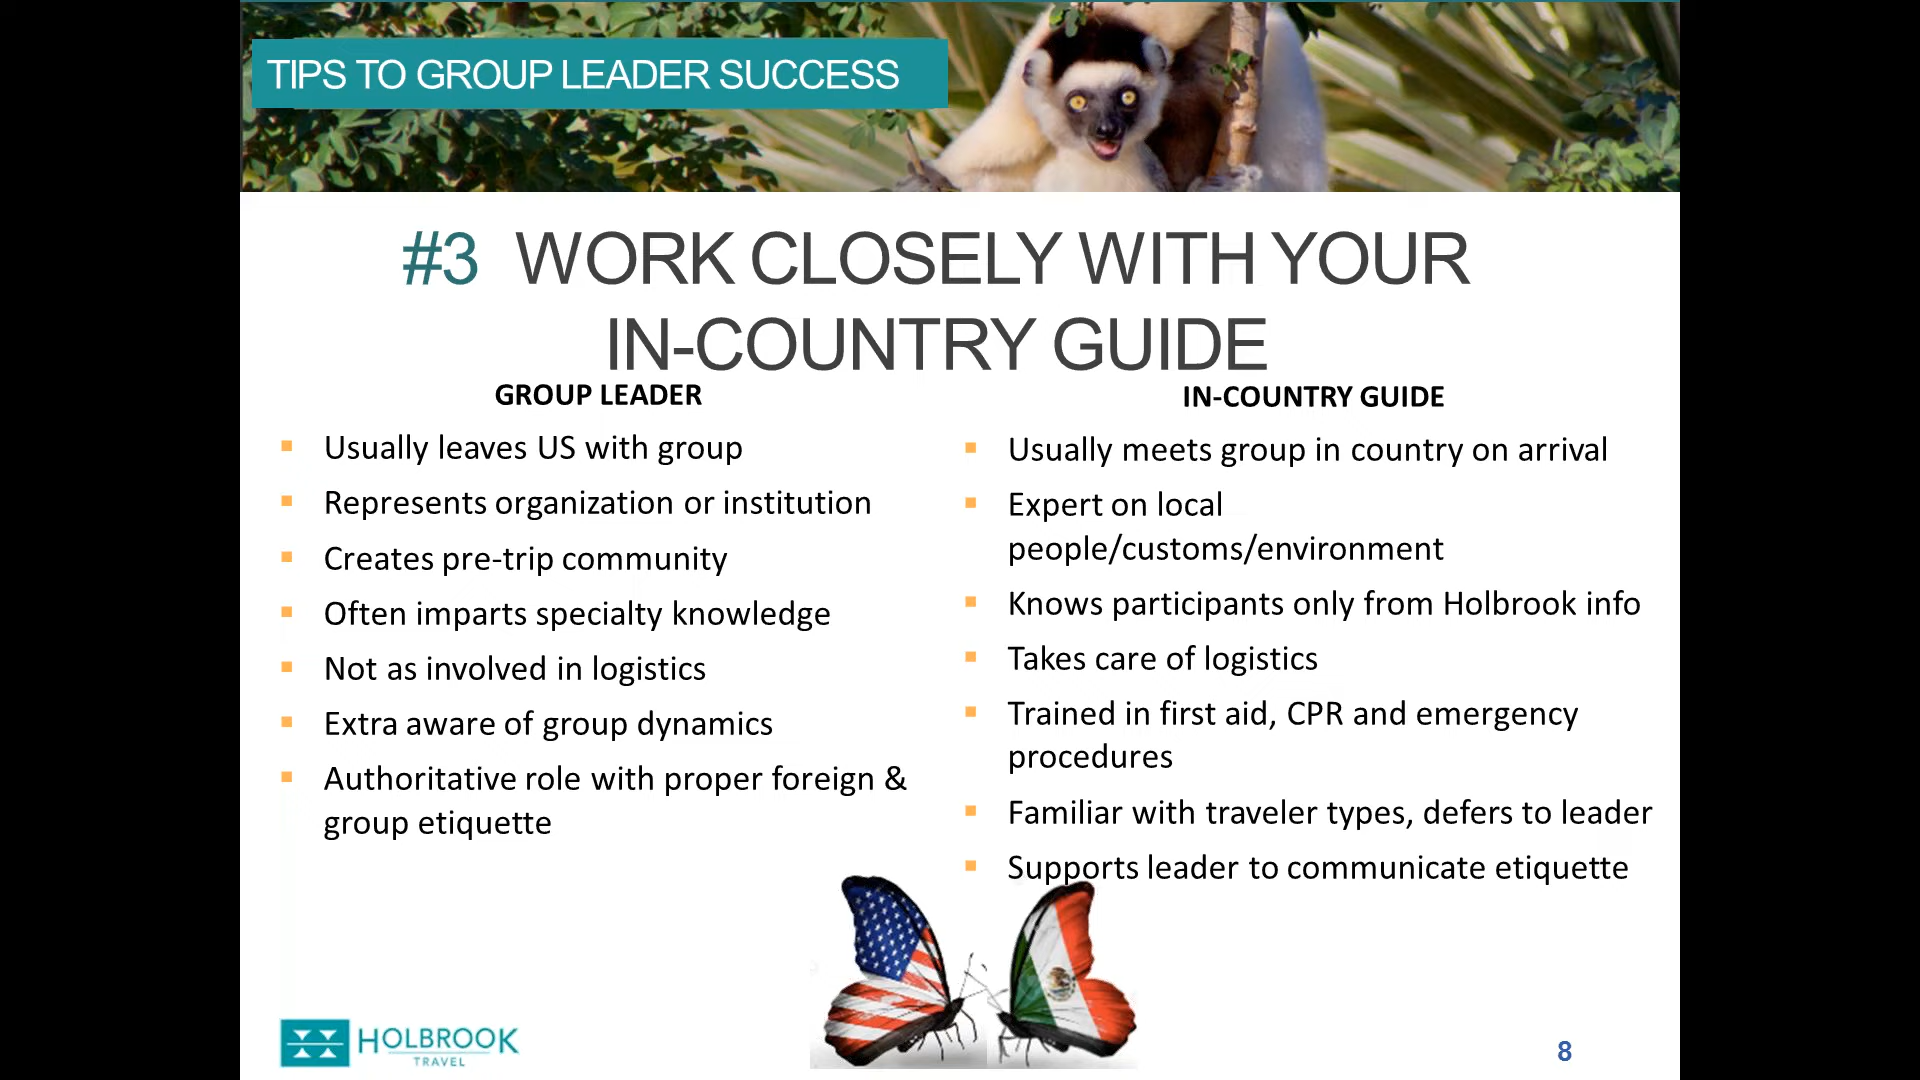 TIPS TO GROUP LEADER SUCCESS
#3 WORK CLOSELY WITH YOUR
IN-COUNTRY GUIDE
GROUP LEADER
Usually leaves US with group
Represents organization or institution
Creates pre-trip community
Often imparts specialty knowledge
Not as involved in logistics
Extra aware of group dynamics
Authoritative role with proper foreign &
group etiquette
IN-COUNTRY GUIDE
Usually meets group in country on arrival
Expert on local
people/customs/environment
Knows participants only from Holbrook info
Takes care of logistics
Trained in first aid, CPR and emergency
procedures
Familiar with traveler types, defers to leader
Supports leader to communicate etiquette
HOLBROOK
TRAVEL
8